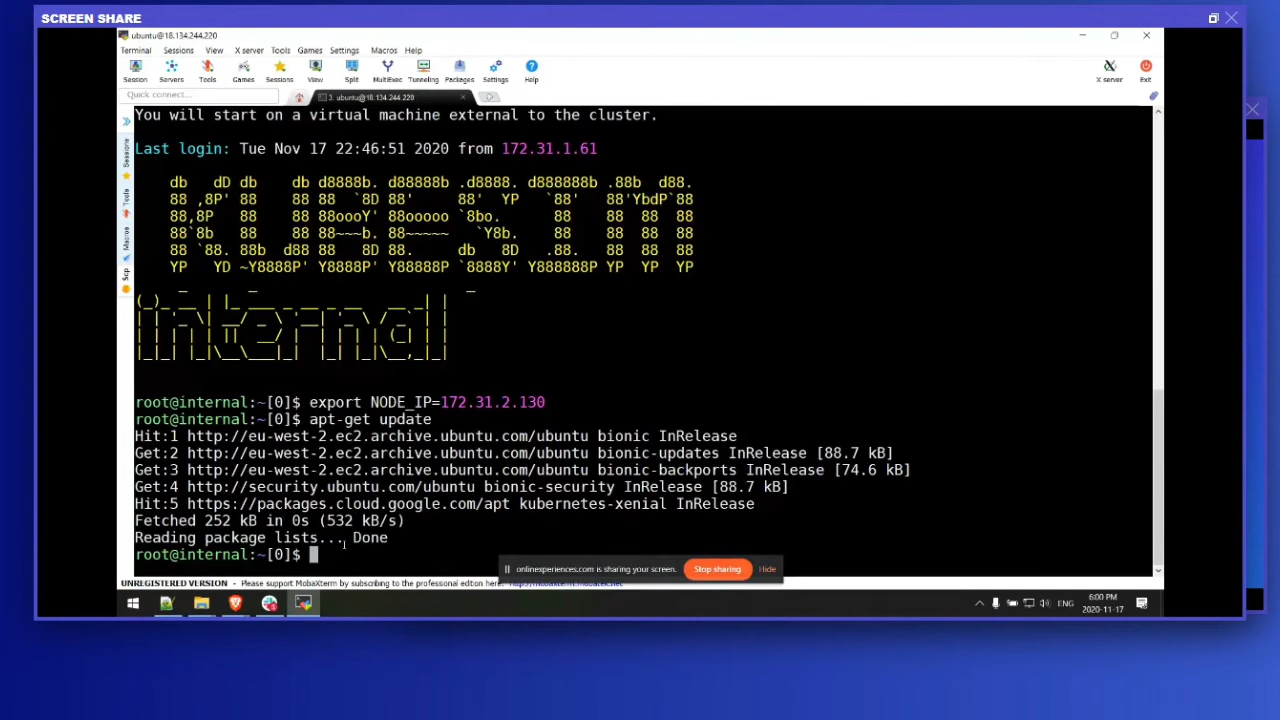 SCREEN SHARE
ubuntu@18.134.244.220
Terminal Sessions View X server Tools Games Settings Macros Help
Session Servers Tools Games Sessions View Split MultiExec Tunneling Packages Settings Help X server Exit
Quick connect... 3. ubuntu@18.134.244.220
You will start on a virtual machine external to the cluster.
Last login: Tue Nov 17 22:46:51 2020 from 172.31.1.61
KUBESIM
internal
Sessions
Tools
Macros
Scp
root@internal:~[0]$ export NODE_IP=172.31.2.130
root@internal:~[0]$ apt-get update
Hit:1 http://eu-west-2.ec2.archive.ubuntu.com/ubuntu bionic InRelease
Get:2 http://eu-west-2.ec2.archive.ubuntu.com/ubuntu bionic-updates InRelease [88.7 kB]
Get:3 http://eu-west-2.ec2.archive.ubuntu.com/ubuntu bionic-backports InRelease [74.6 kB]
Get:4 http://security.ubuntu.com/ubuntu bionic-security InRelease [88.7 kB]
Hit:5 https://packages.cloud.google.com/apt kubernetes-xenial InRelease
Fetched 252 kB in 0s (532 kB/s)
Reading package lists... Done
root@internal:~[0]$
onlinexperiences.com is sharing your screen. Stop sharing Hide
UNREGISTERED VERSION - Please support MobaXterm by subscribing to the professional edition here:
ENG 6:00 PM
2020-11-17